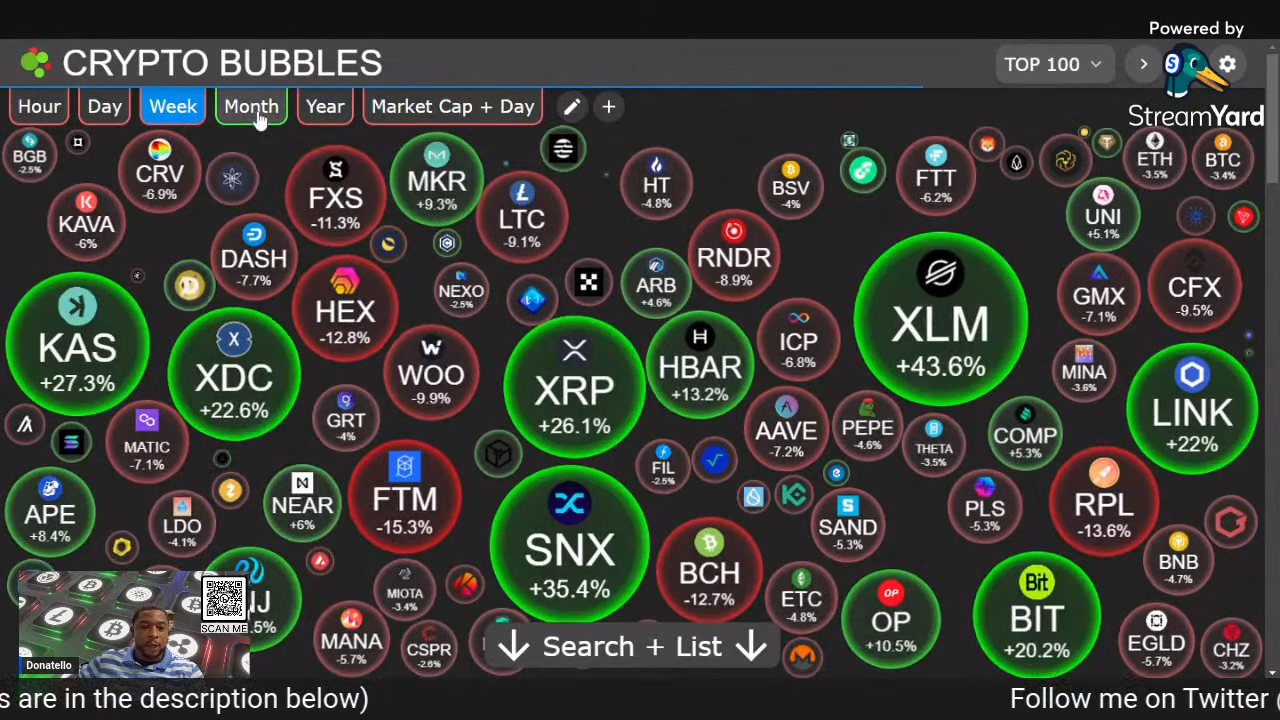 Powered by
StreamYard
CRYPTO BUBBLES
TOP 100
Hour
Day
Week
Month
Year
Market Cap + Day
BGB
-2.5%
CRV
-6.9%
FXS
-11.3%
MKR
+9.3%
LTC
-9.1%
HT
-4.8%
BSV
-4%
FTT
-6.2%
ETH
-3.5%
BTC
-3.4%
KAVA
-6%
DASH
-7.7%
RNDR
-8.9%
UNI
+5.1%
HEX
-12.8%
NEXO
-2.5%
ARB
+4.6%
GMX
-7.1%
CFX
-9.5%
KAS
+27.3%
XDC
+22.6%
WOO
-9.9%
XRP
+26.1%
HBAR
+13.2%
ICP
-6.8%
XLM
+43.6%
MINA
-3.6%
LINK
+22%
MATIC
-7.1%
GRT
-4%
AAVE
-7.2%
PEPE
-4.6%
THETA
-3.5%
COMP
+5.3%
FIL
-2.5%
APE
+8.4%
LDO
-4.1%
NEAR
+6%
FTM
-15.3%
SNX
+35.4%
SAND
-5.3%
PLS
-5.3%
RPL
-13.6%
BCH
-12.7%
BNB
-4.7%
MIOTA
-3.4%
ETC
-4.8%
OP
+10.5%
Bit
BIT
+20.2%
MANA
-5.7%
CSPR
-2.6%
EGLD
-5.7%
CHZ
-3.2%
Search + List
SCAN ME
Donatello
s are in the description below)
Follow me on Twitter